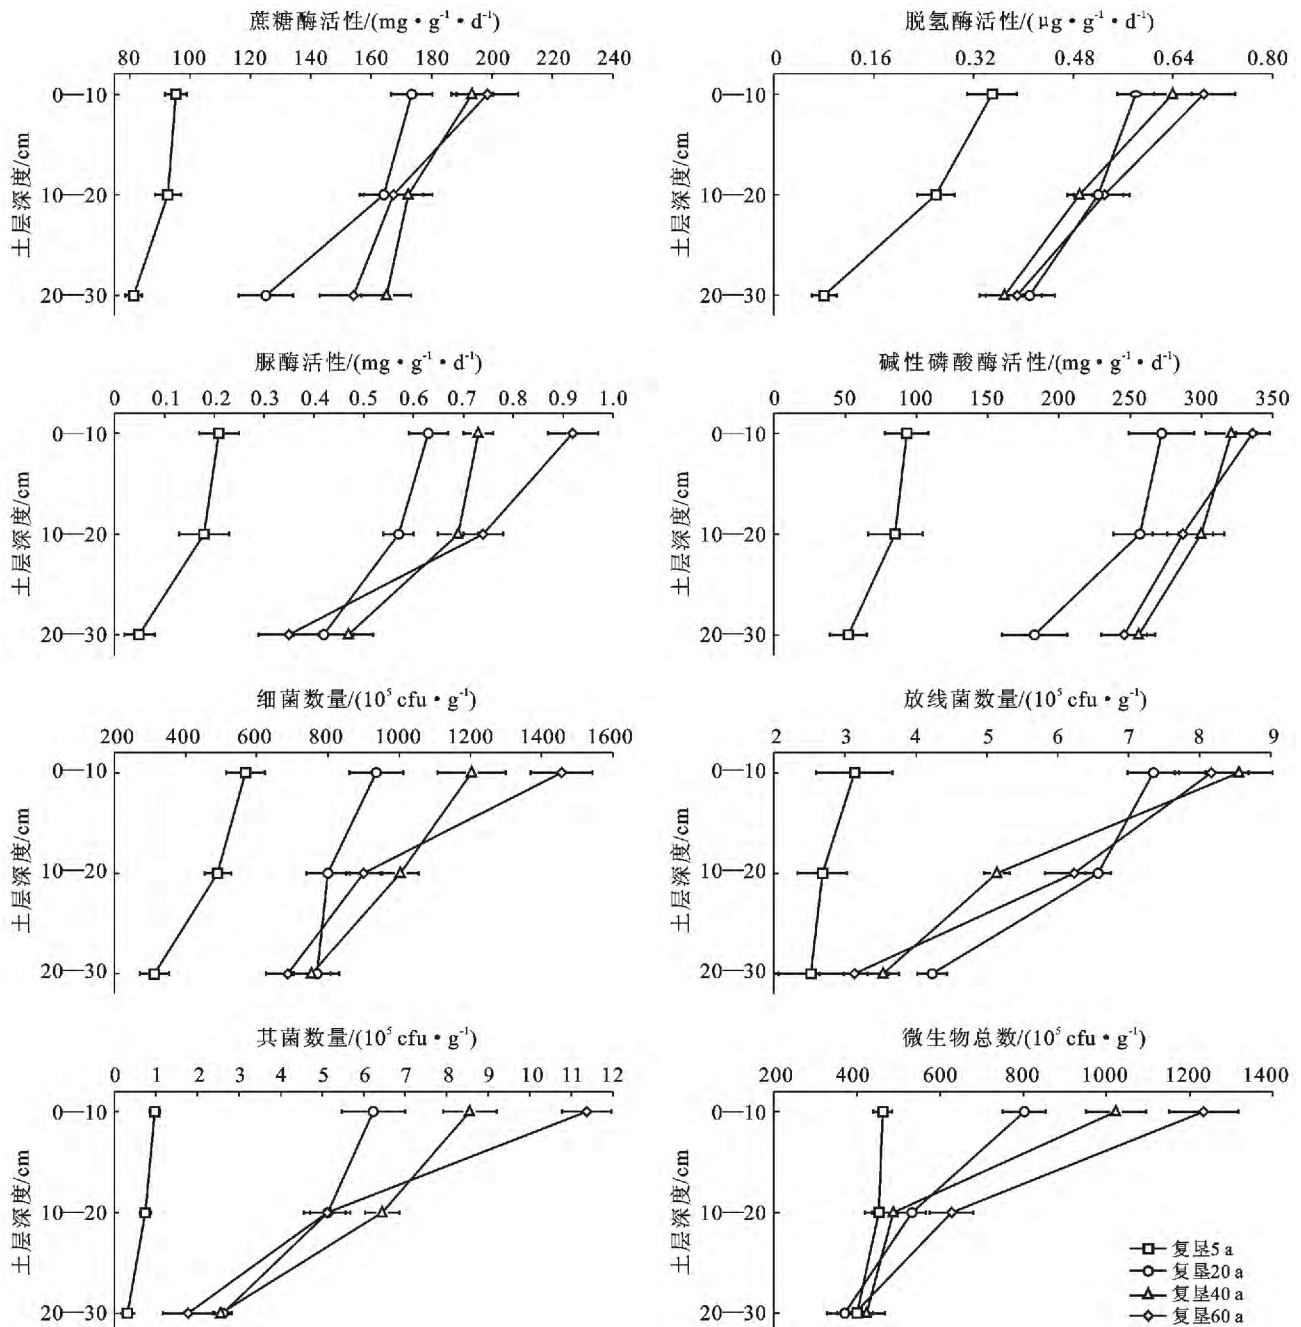 蔗糖酶活性/(mg·g⁻¹·d⁻¹)
80 100 120 140 160 180 200 220 240
0—10
10—20
20—30
土层深度/cm
脱氢酶活性/(μg·g⁻¹·d⁻¹)
0 0.16 0.32 0.48 0.64 0.80
0—10
10—20
20—30
土层深度/cm
脲酶活性/(mg·g⁻¹·d⁻¹)
0 0.1 0.2 0.3 0.4 0.5 0.6 0.7 0.8 0.9 1.0
0—10
10—20
20—30
土层深度/cm
碱性磷酸酶活性/(mg·g⁻¹·d⁻¹)
0 50 100 150 200 250 300 350
0—10
10—20
20—30
土层深度/cm
细菌数量/(10⁵ cfu·g⁻¹)
200 400 600 800 1000 1200 1400 1600
0—10
10—20
20—30
土层深度/cm
放线菌数量/(10⁵ cfu·g⁻¹)
2 3 4 5 6 7 8 9
0—10
10—20
20—30
土层深度/cm
其菌数量/(10⁵ cfu·g⁻¹)
0 1 2 3 4 5 6 7 8 9 10 11 12
0—10
10—20
20—30
土层深度/cm
微生物总数/(10⁵ cfu·g⁻¹)
200 400 600 800 1000 1200 1400
0—10
10—20
20—30
土层深度/cm
复垦5 a
复垦20 a
复垦40 a
复垦60 a